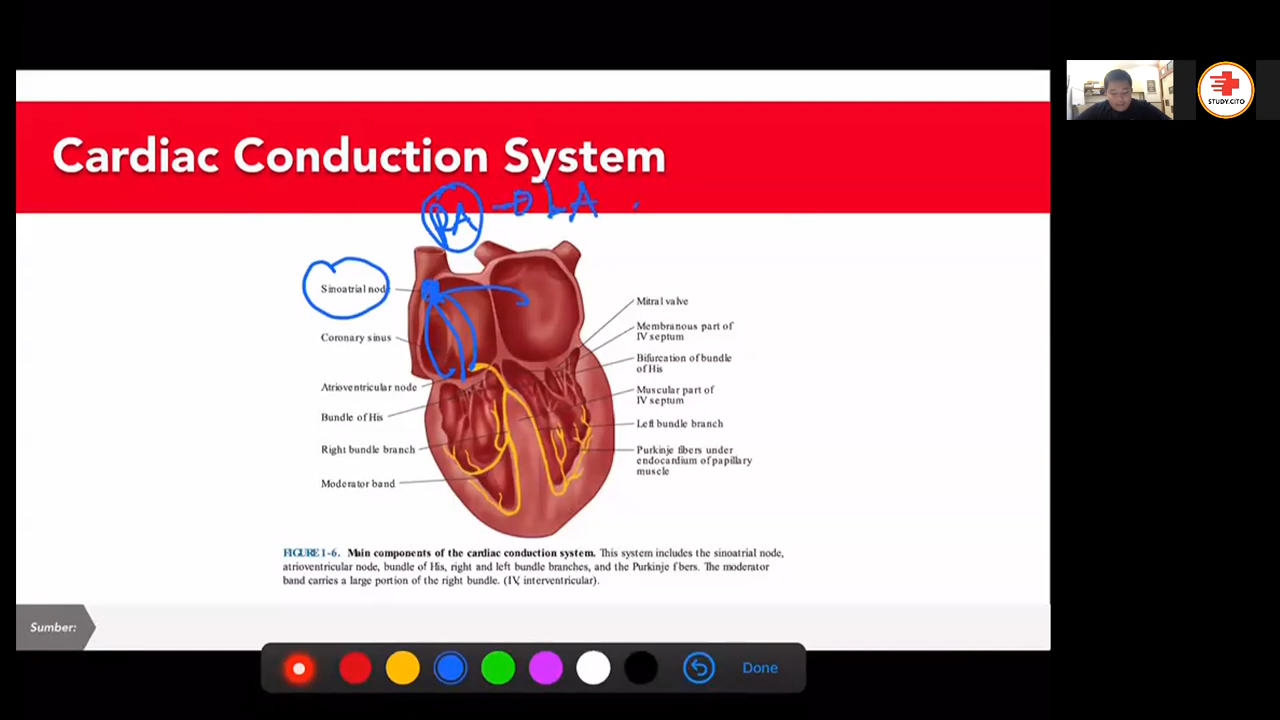 Cardiac Conduction System
RA → LA
Sinoatrial node
Coronary sinus
Atrioventricular node
Bundle of His
Right bundle branch
Moderator band
Mitral valve
Membranous part of
IV septum
Bifurcation of bundle
of His
Muscular part of
IV septum
Left bundle branch
Purkinje fibers under
endocardium of papillary
muscle
FIGURE 1-6. Main components of the cardiac conduction system. This system includes the sinoatrial node,
atrioventricular node, bundle of His, right and left bundle branches, and the Purkinje fibers. The moderator
band carries a large portion of the right bundle. (IV, interventricular).
Sumber:
Done
STUDY.CITO